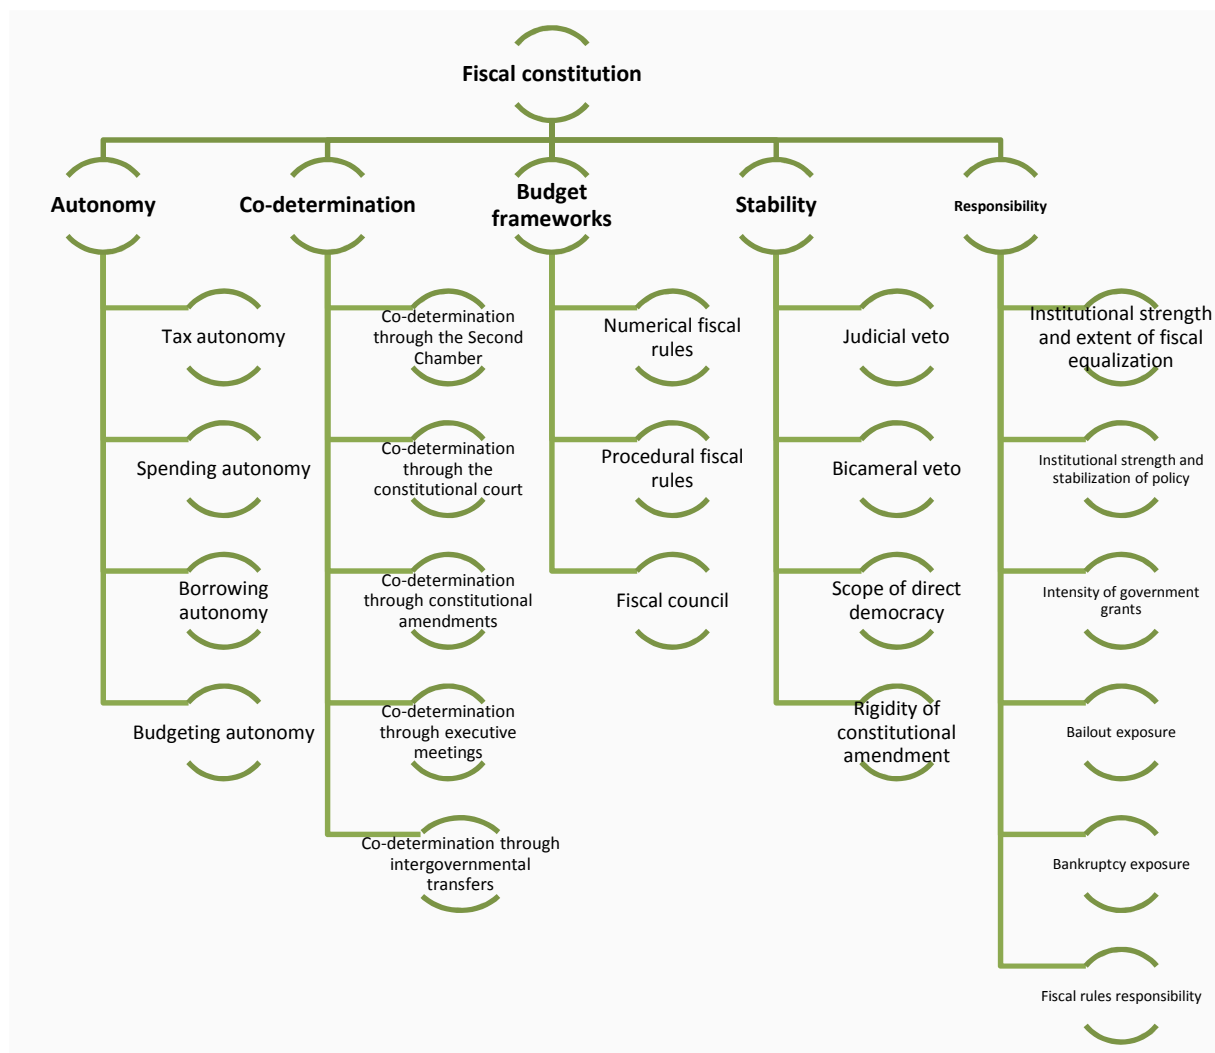 Fiscal constitution
Autonomy
Co-determination
Budget
frameworks
Stability
Responsibility
Tax autonomy
Spending autonomy
Borrowing
autonomy
Budgeting autonomy
Co-determination
through the Second
Chamber
Co-determination
through the
constitutional court
Co-determination
through constitutional
amendments
Co-determination
through executive
meetings
Co-determination through
intergovernmental
transfers
Numerical fiscal
rules
Procedural fiscal
rules
Fiscal council
Judicial veto
Bicameral veto
Scope of direct
democracy
Rigidity of
constitutional
amendment
Institutional strength
and extent of fiscal
equalization
Institutional strength and
stabilization of policy
Intensity of government
grants
Bailout exposure
Bankruptcy exposure
Fiscal rules responsibility